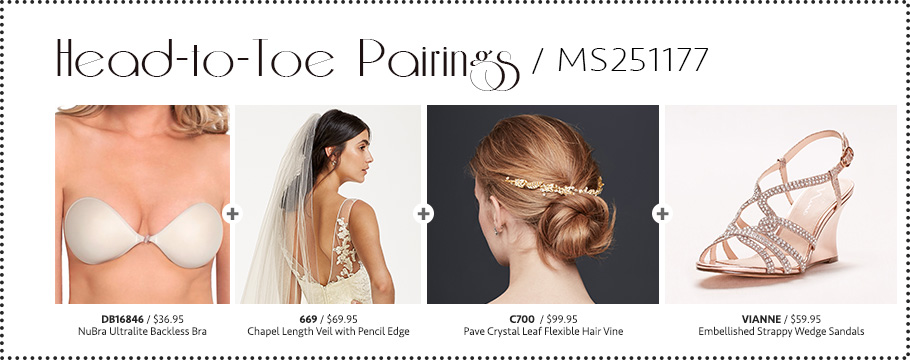 Head-to-Toe Pairings / MS251177
DB16846 / $36.95
NuBra Ultralite Backless Bra
669 / $69.95
Chapel Length Veil with Pencil Edge
C700 / $99.95
Pave Crystal Leaf Flexible Hair Vine
VIANNE / $59.95
Embellished Strappy Wedge Sandals